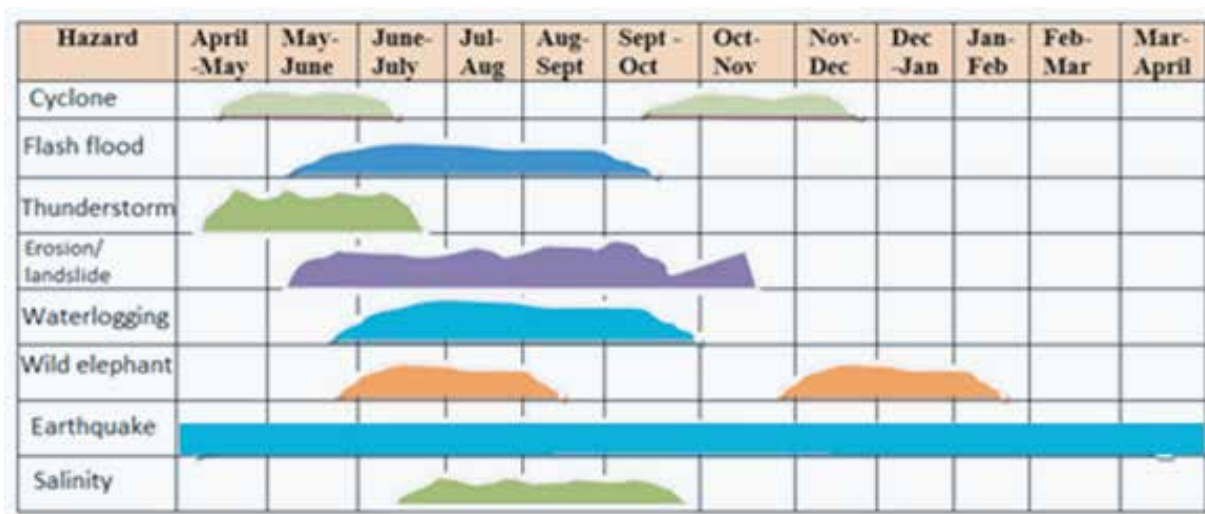 Hazard April -May May- June June- July Jul- Aug Aug- Sept Sept - Oct Oct- Nov Nov- Dec Dec -Jan Jan- Feb Feb- Mar Mar- April
Cyclone
Flash flood
Thunderstorm
Erosion/
landslide
Waterlogging
Wild elephant
Earthquake
Salinity